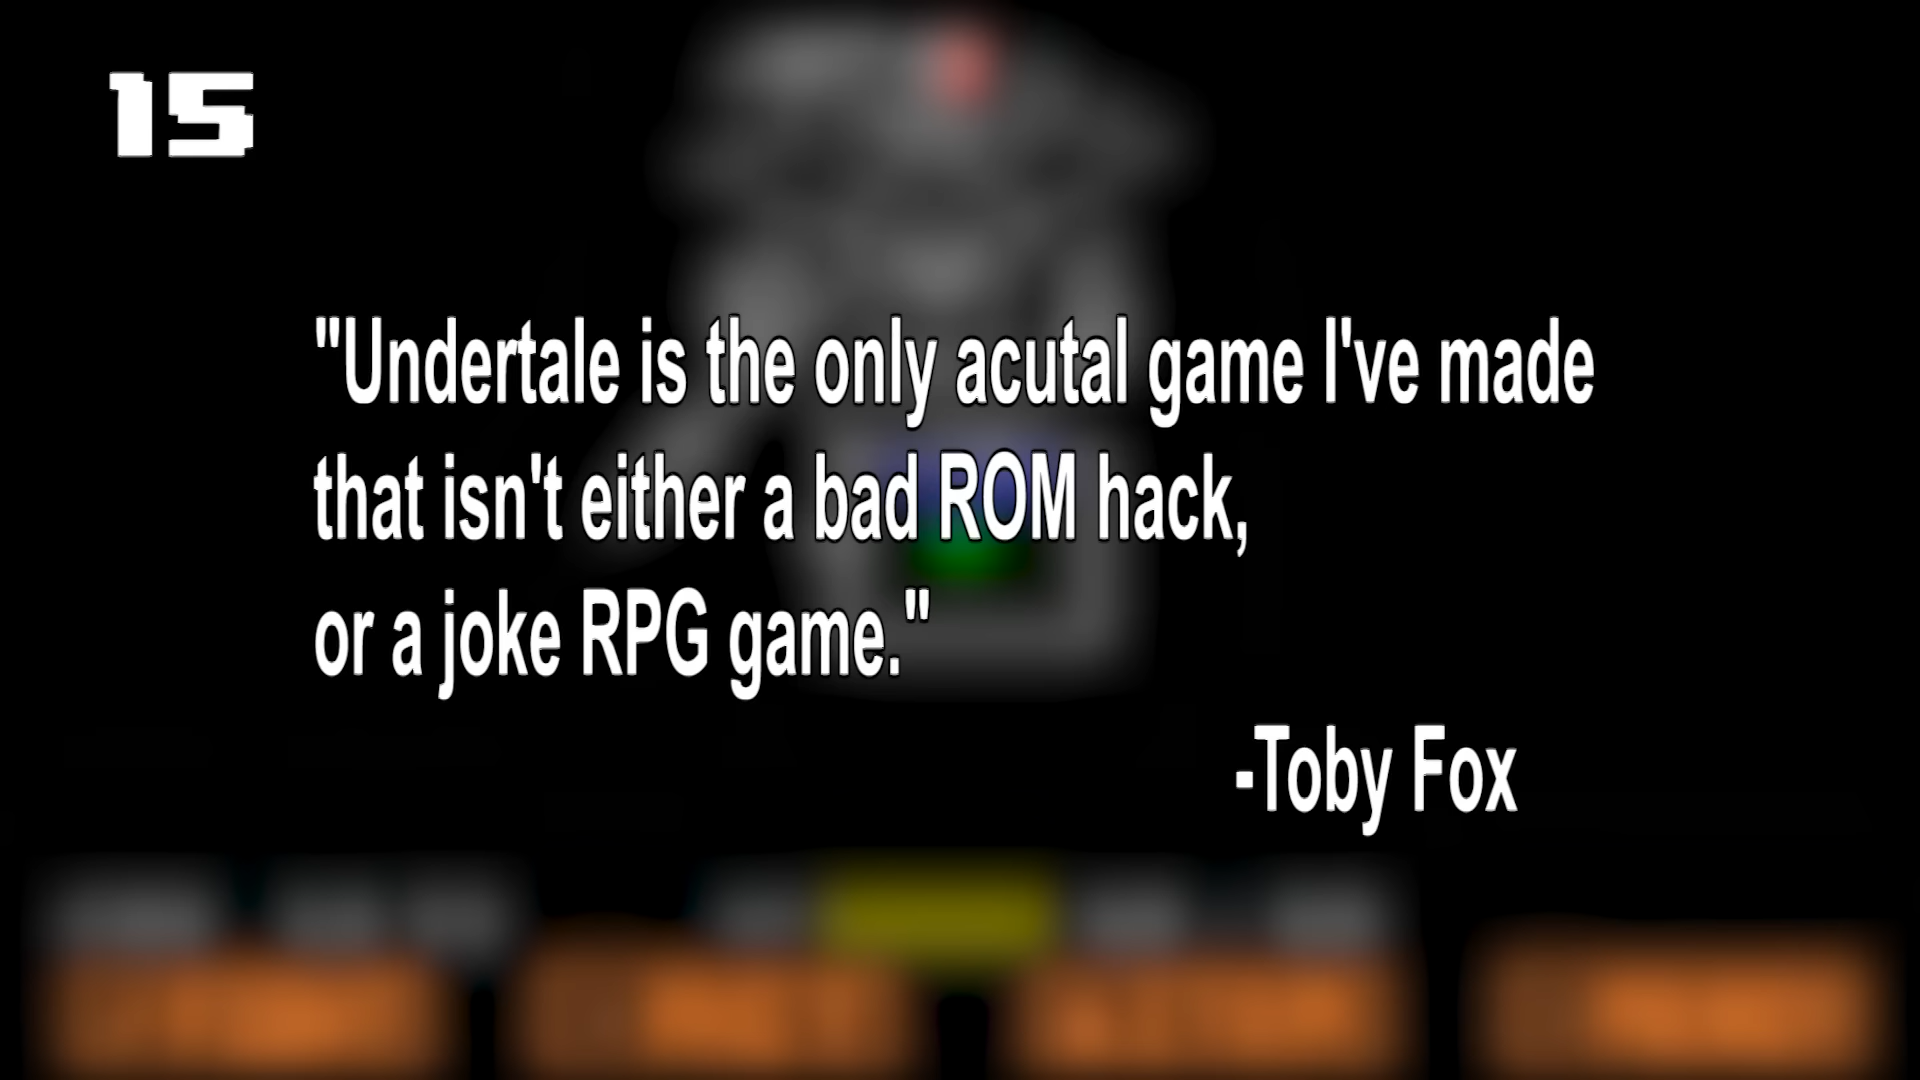 15
"Undertale is the only acutal game I've made
that isn't either a bad ROM hack,
or a joke RPG game."
-Toby Fox